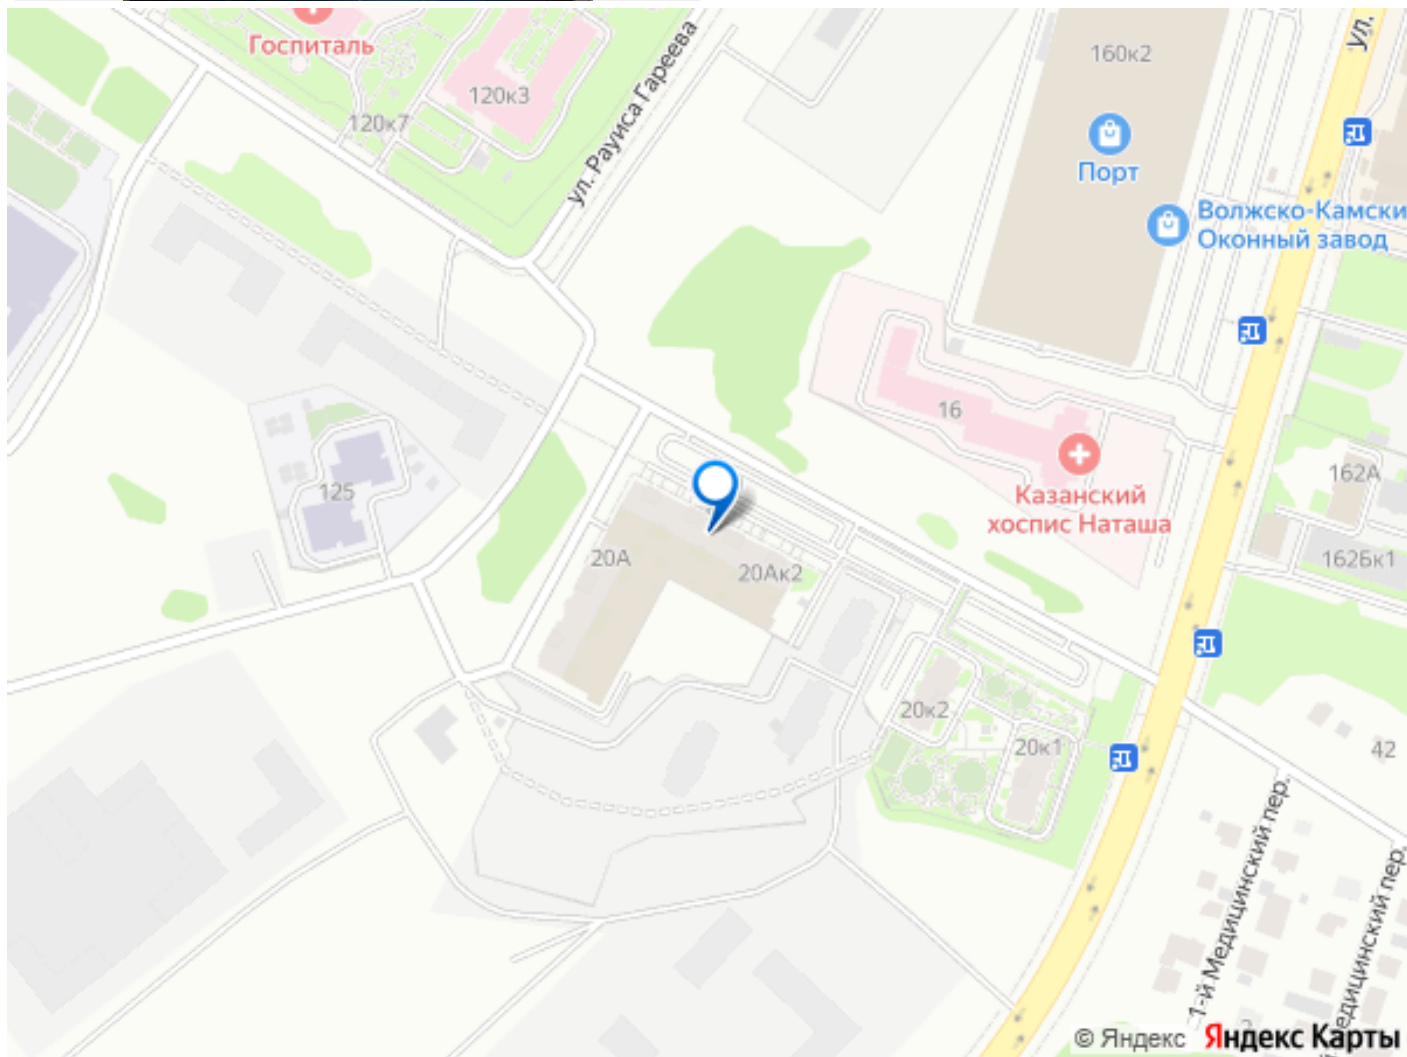 Госпиталь
120к3
120к7
ул. Рауиса Гареева
160к2
ул.
Порт
Волжско-Камски
Оконный завод
16
Казанский
хоспис Наташа
162А
162Бк1
125
20А
20Ак2
20к2
20к1
42
1-й Медицинский пер.
едицинский пер.
© Яндекс Яндекс Карты